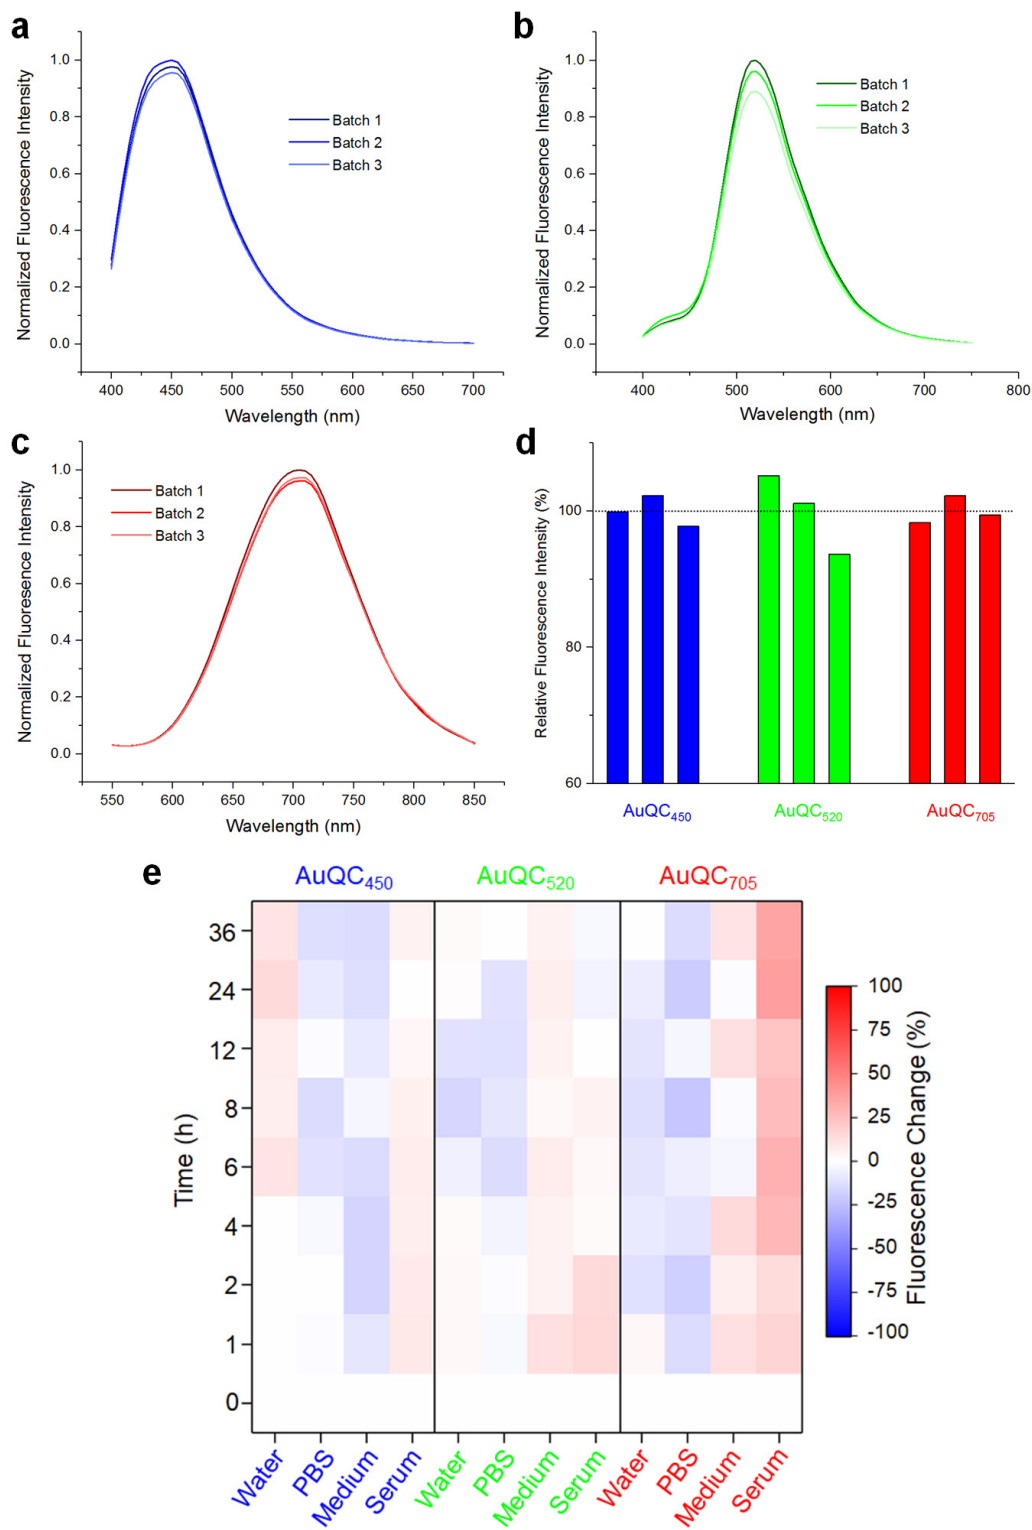 a
Normalized Fluorescence Intensity
1.0
0.8
0.6
0.4
0.2
0.0
Batch 1
Batch 2
Batch 3
400 450 500 550 600 650 700
Wavelength (nm)
b
Normalized Fluorescence Intensity
1.0
0.8
0.6
0.4
0.2
0.0
Batch 1
Batch 2
Batch 3
400 500 600 700 800
Wavelength (nm)
c
Normalized Fluoresence Intensity
1.0
0.8
0.6
0.4
0.2
0.0
Batch 1
Batch 2
Batch 3
550 600 650 700 750 800 850
Wavelength (nm)
d
Relative Fluorescence Intensity (%)
100
80
60
AuQC450 AuQC520 AuQC705
e
AuQC450 AuQC520 AuQC705
Time (h)
36
24
12
8
6
4
2
1
0
Water PBS Medium Serum Water PBS Medium Serum Water PBS Medium Serum
100
75
50
25
0
-25
-50
-75
-100
Fluorescence Change (%)